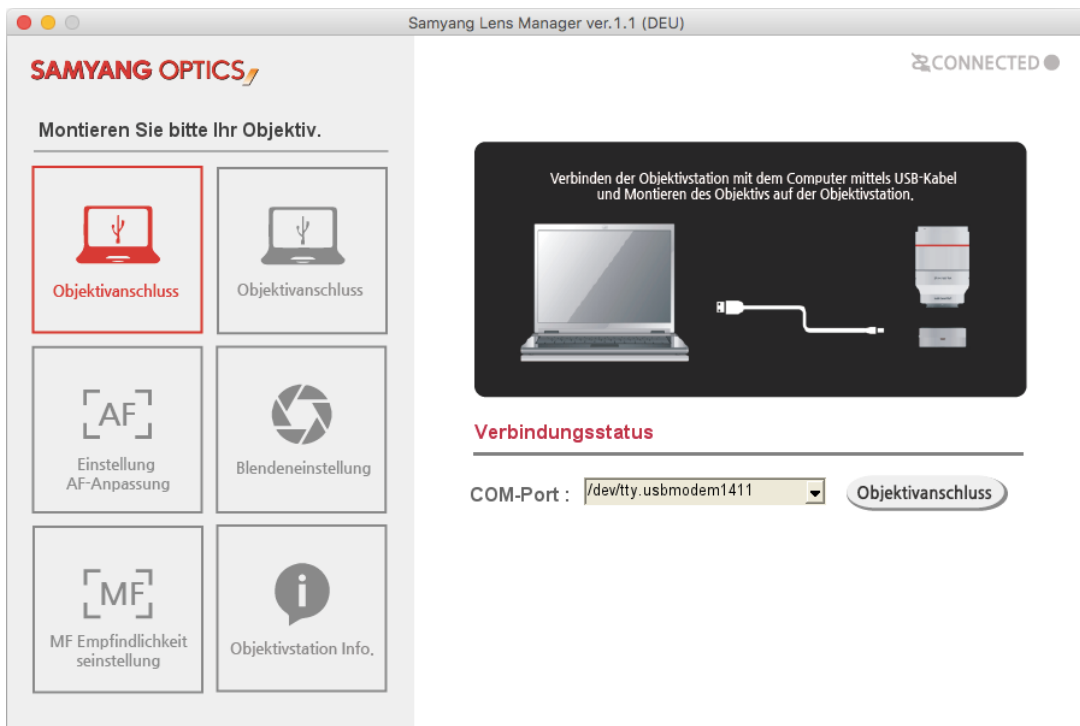 Samyang Lens Manager ver.1.1 (DEU)
SAMYANG OPTICS
CONNECTED
Montieren Sie bitte Ihr Objektiv.
Objektivanschluss
Objektivanschluss
AF
Einstellung
AF-Anpassung
Blendeneinstellung
MF
MF Empfindlichkeit
seinstellung
i
Objektivstation Info.
Verbinden der Objektivstation mit dem Computer mittels USB-Kabel
und Montieren des Objektivs auf der Objektivstation.
Verbindungsstatus
COM-Port : /dev/tty.usbmodem1411 Objektivanschluss